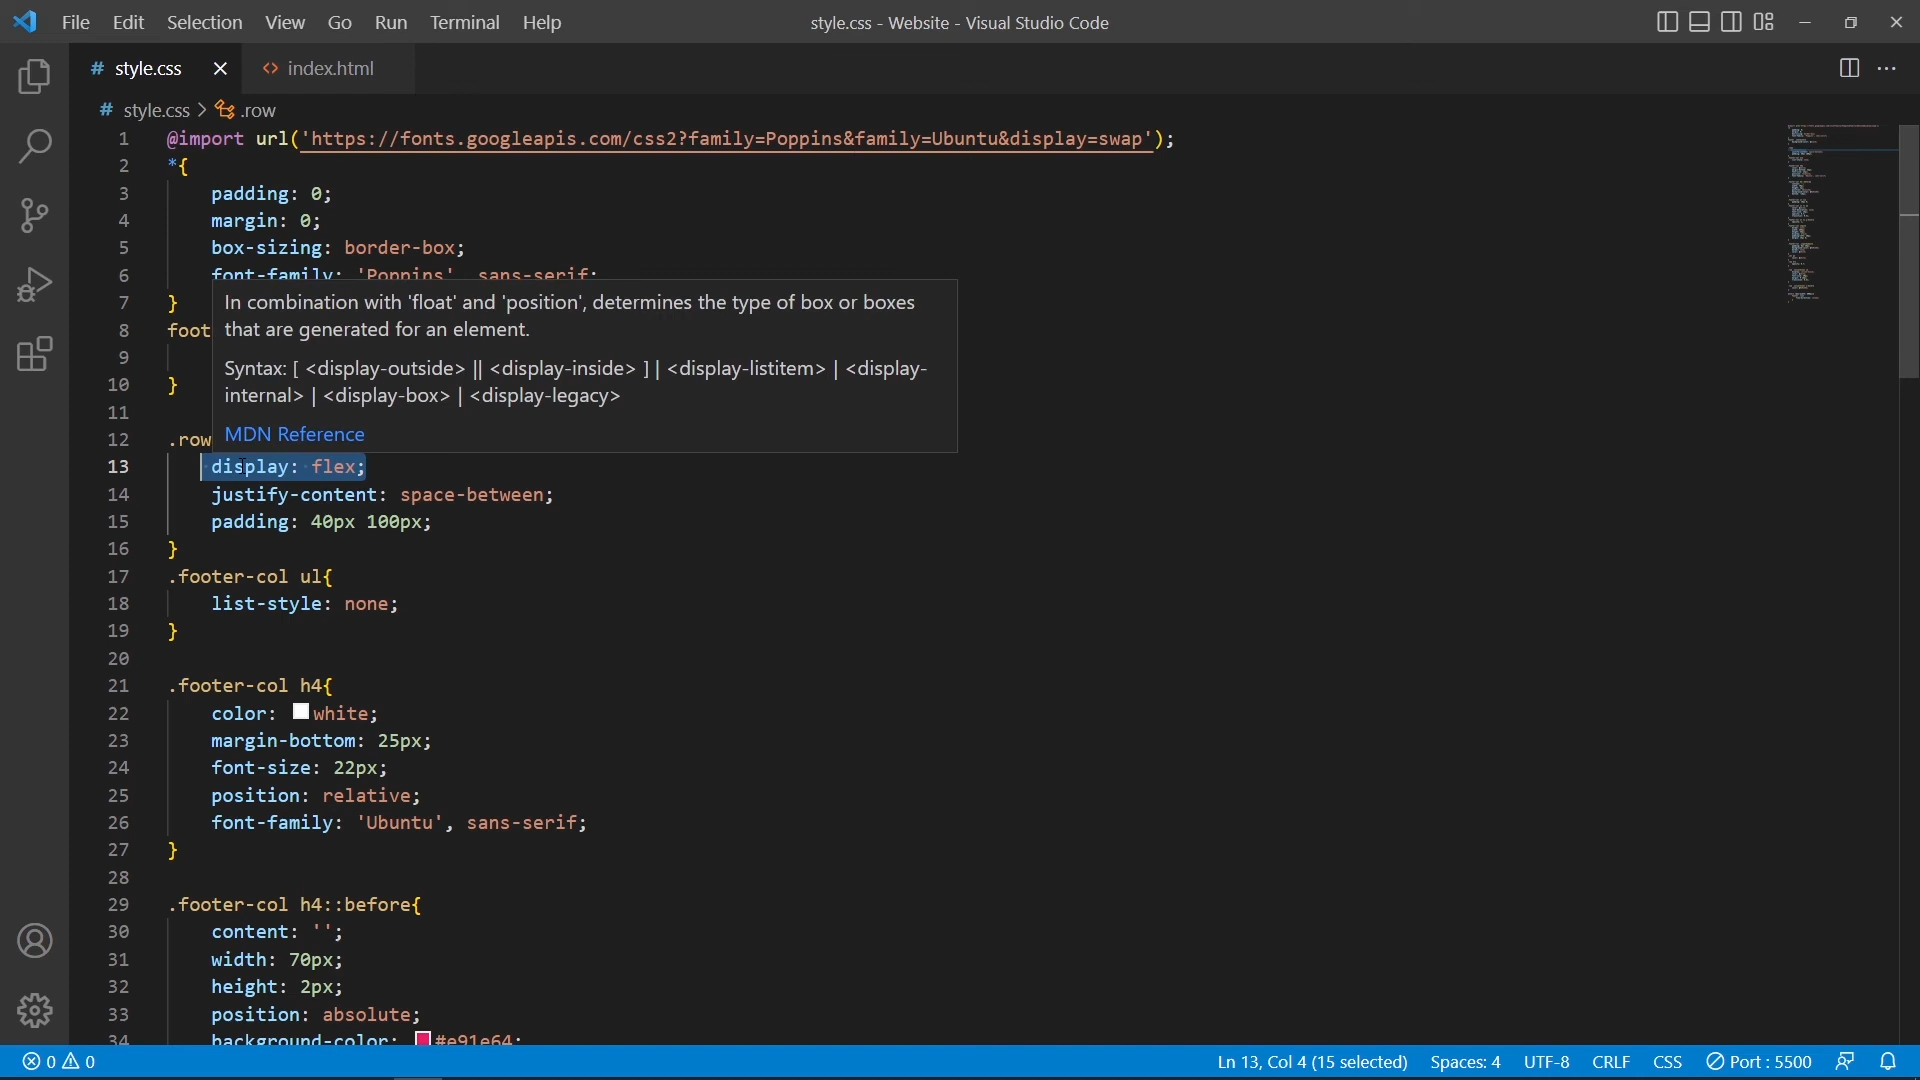 File Edit Selection View Go Run Terminal Help style.css - Website - Visual Studio Code
# style.css <> index.html
# style.css > .row
1 @import url('https://fonts.googleapis.com/css2?family=Poppins&family=Ubuntu&display=swap');
2 *{
3 padding: 0;
4 margin: 0;
5 box-sizing: border-box;
6 font-family: 'Poppins', sans-serif;
7 }
In combination with 'float' and 'position', determines the type of box or boxes
8 foot
that are generated for an element.
9
Syntax: [ <display-outside> || <display-inside> ] | <display-listitem> | <display-
10 }
internal> | <display-box> | <display-legacy>
11
MDN Reference
12 .row
13 display: flex;
14 justify-content: space-between;
15 padding: 40px 100px;
16 }
17 .footer-col ul{
18 list-style: none;
19 }
20
21 .footer-col h4{
22 color: white;
23 margin-bottom: 25px;
24 font-size: 22px;
25 position: relative;
26 font-family: 'Ubuntu', sans-serif;
27 }
28
29 .footer-col h4::before{
30 content: '';
31 width: 70px;
32 height: 2px;
33 position: absolute;
34 background-color: #e91e64;
0 0 Ln 13, Col 4 (15 selected) Spaces: 4 UTF-8 CRLF CSS Port : 5500